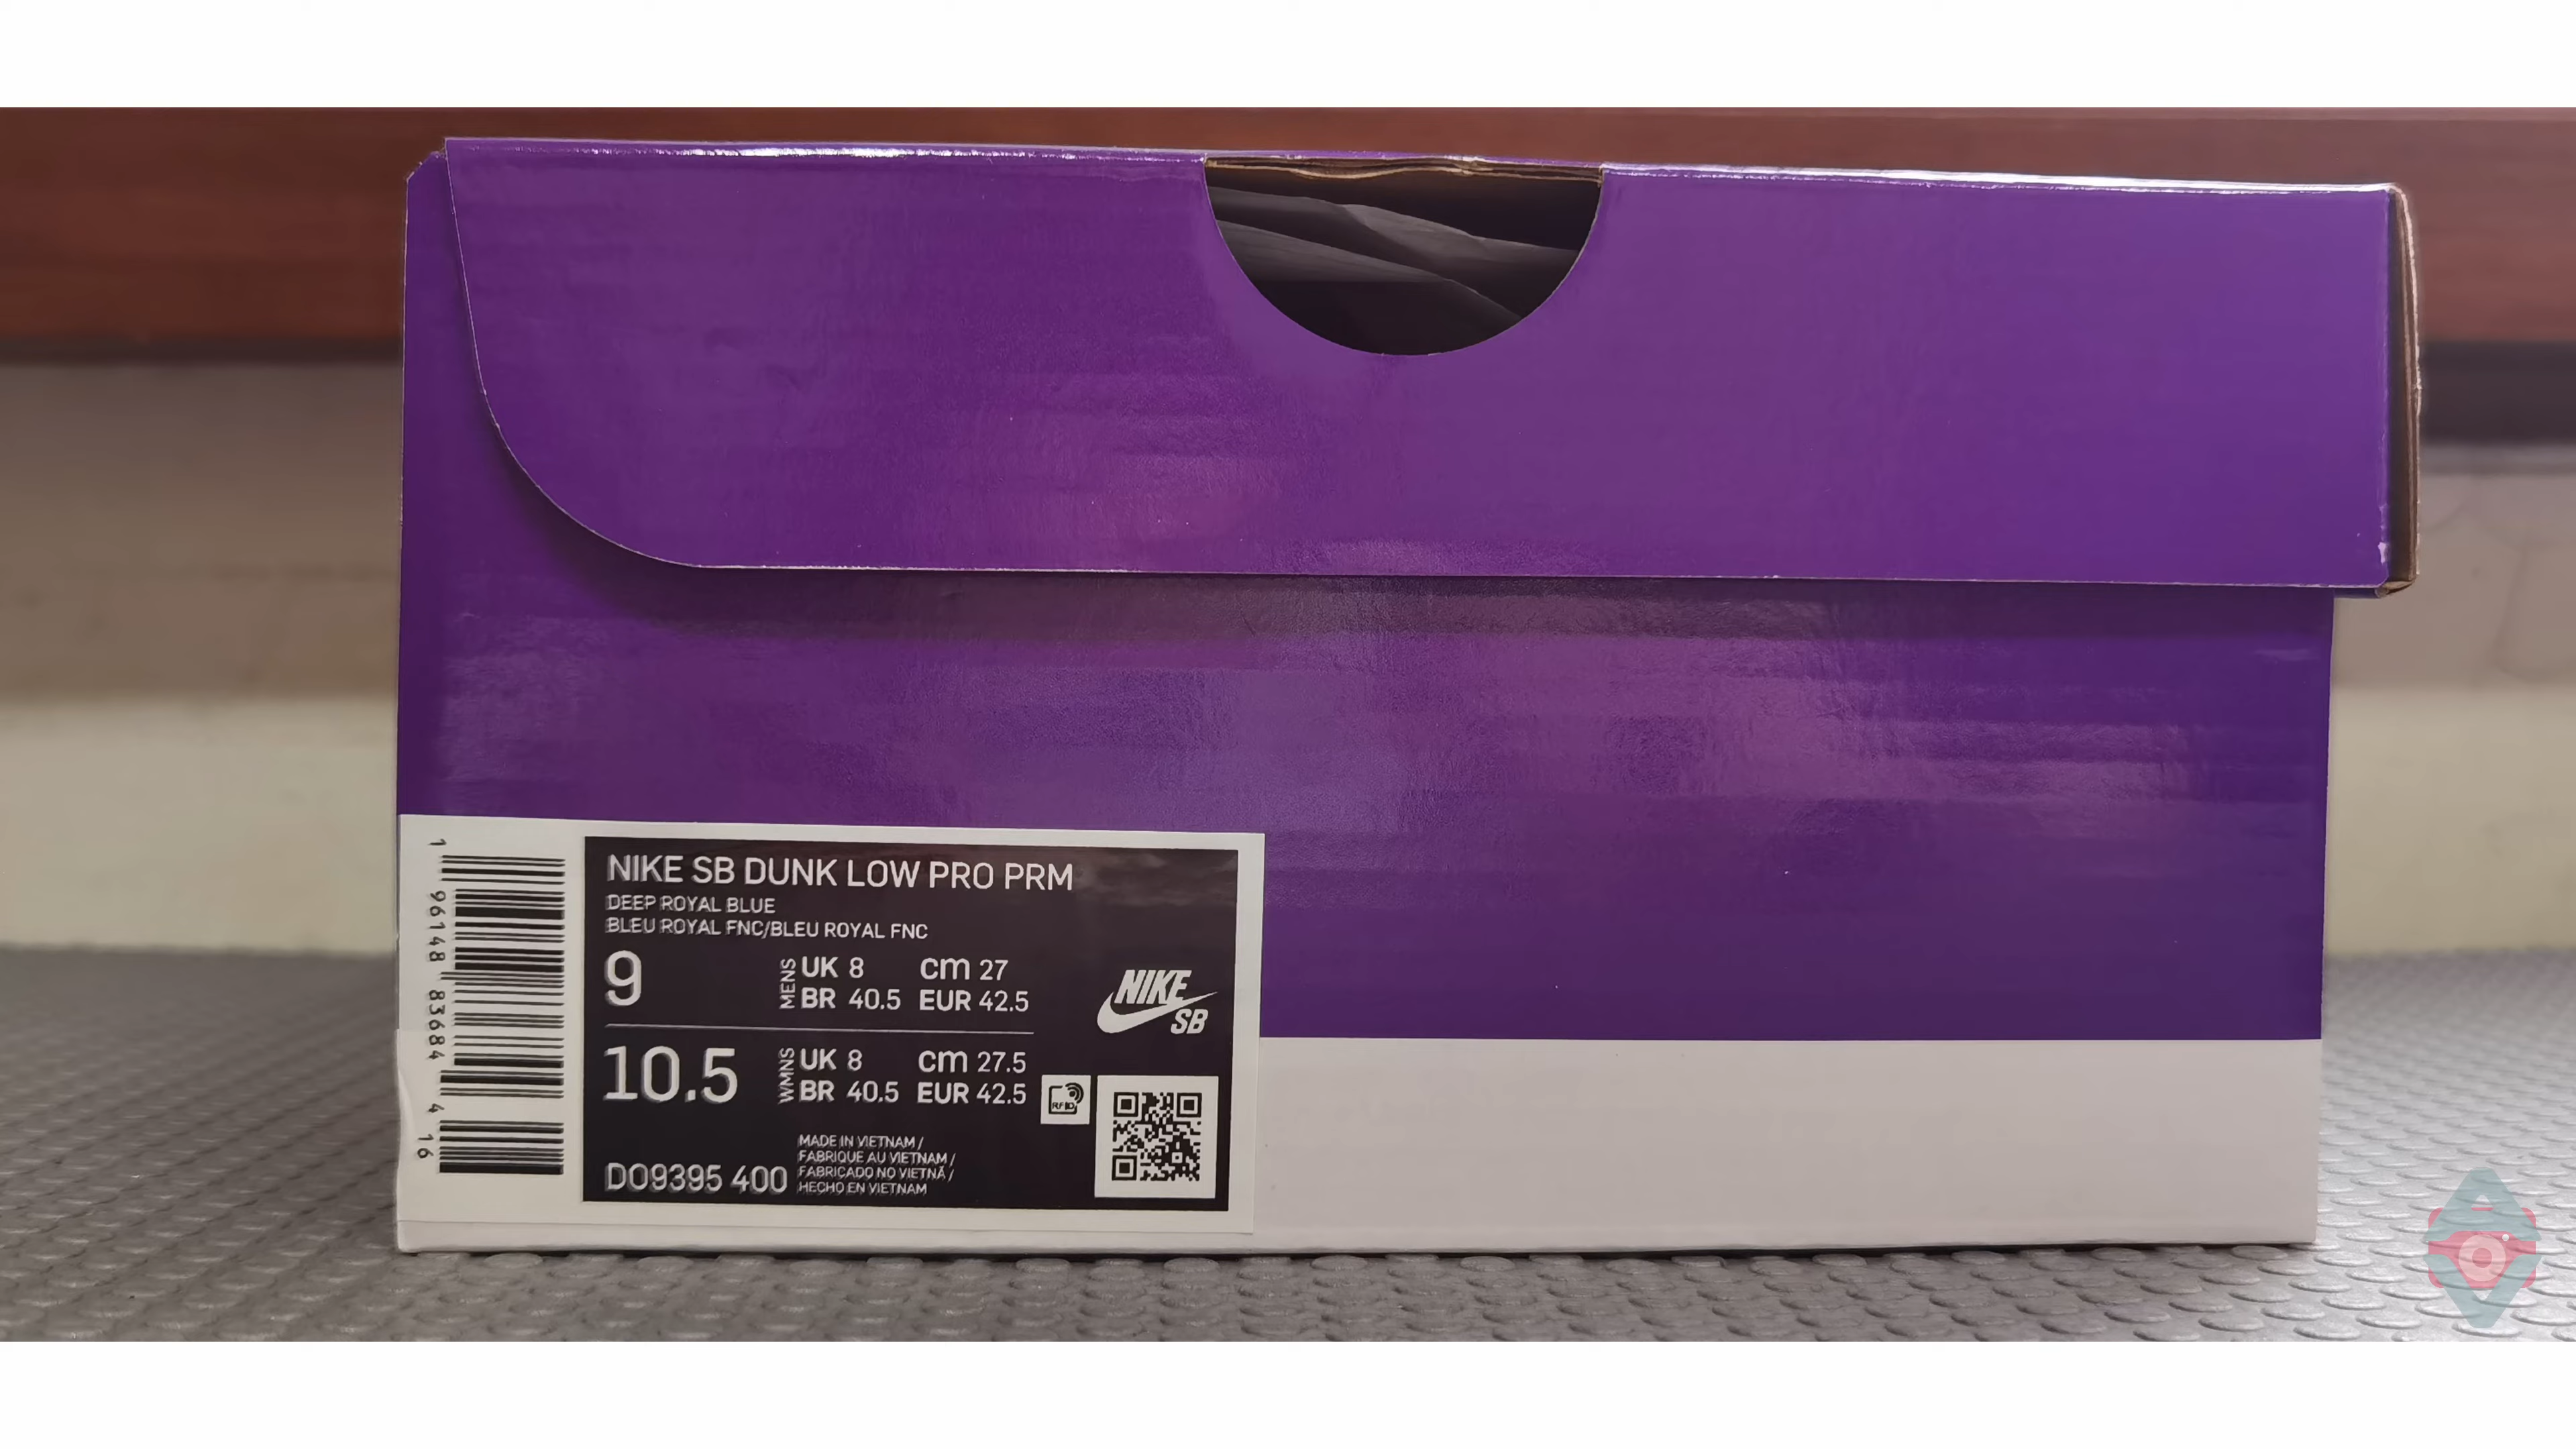 NIKE SB DUNK LOW PRO PRM
DEEP ROYAL BLUE
BLEU ROYAL FNC/BLEU ROYAL FNC
9 MENS UK 8 cm 27
BR 40.5 EUR 42.5
10.5 WMNS UK 8 cm 27.5
BR 40.5 EUR 42.5
NIKE
SB
RFID
DO9395 400
MADE IN VIETNAM /
FABRIQUE AU VIETNAM /
FABRICADO NO VIETNÃ /
HECHO EN VIETNAM
1 96148 83684 4 16